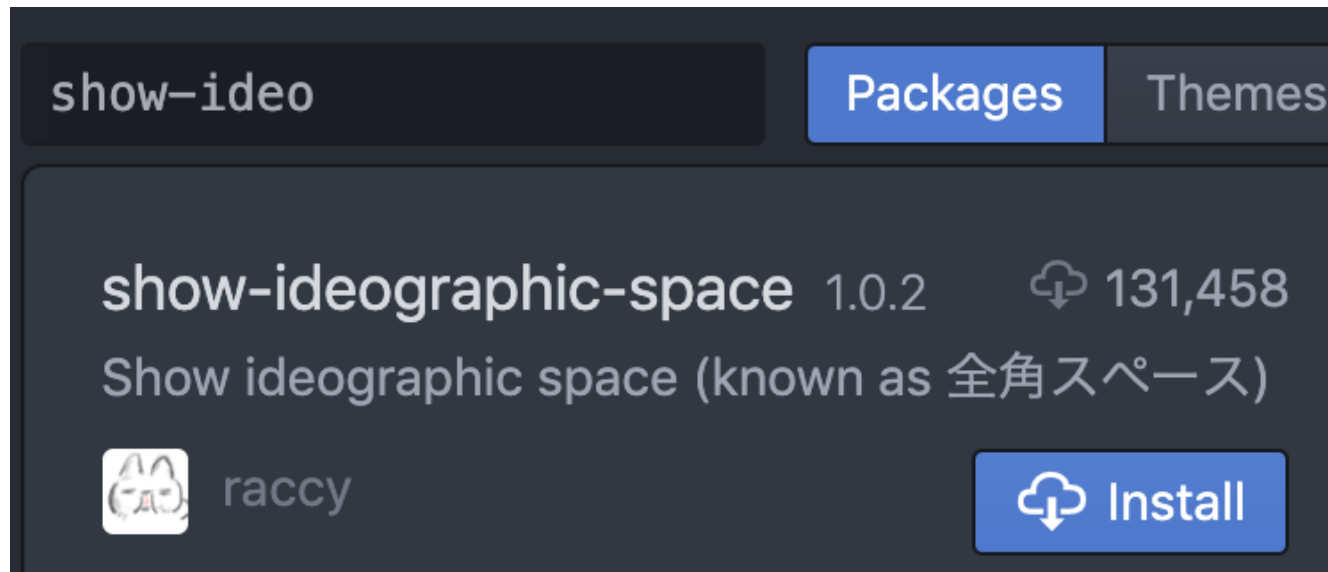 show-ideo
Packages Themes
show-ideographic-space 1.0.2 131,458
Show ideographic space (known as 全角スペース)
raccy
Install